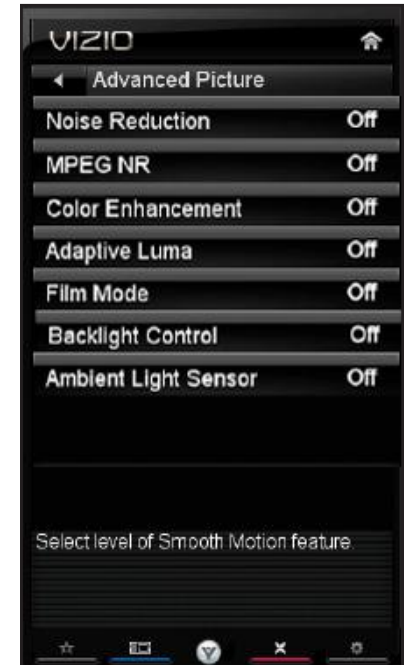 VIZIO
Advanced Picture
Noise Reduction Off
MPEG NR Off
Color Enhancement Off
Adaptive Luma Off
Film Mode Off
Backlight Control Off
Ambient Light Sensor Off
Select level of Smooth Motion feature.